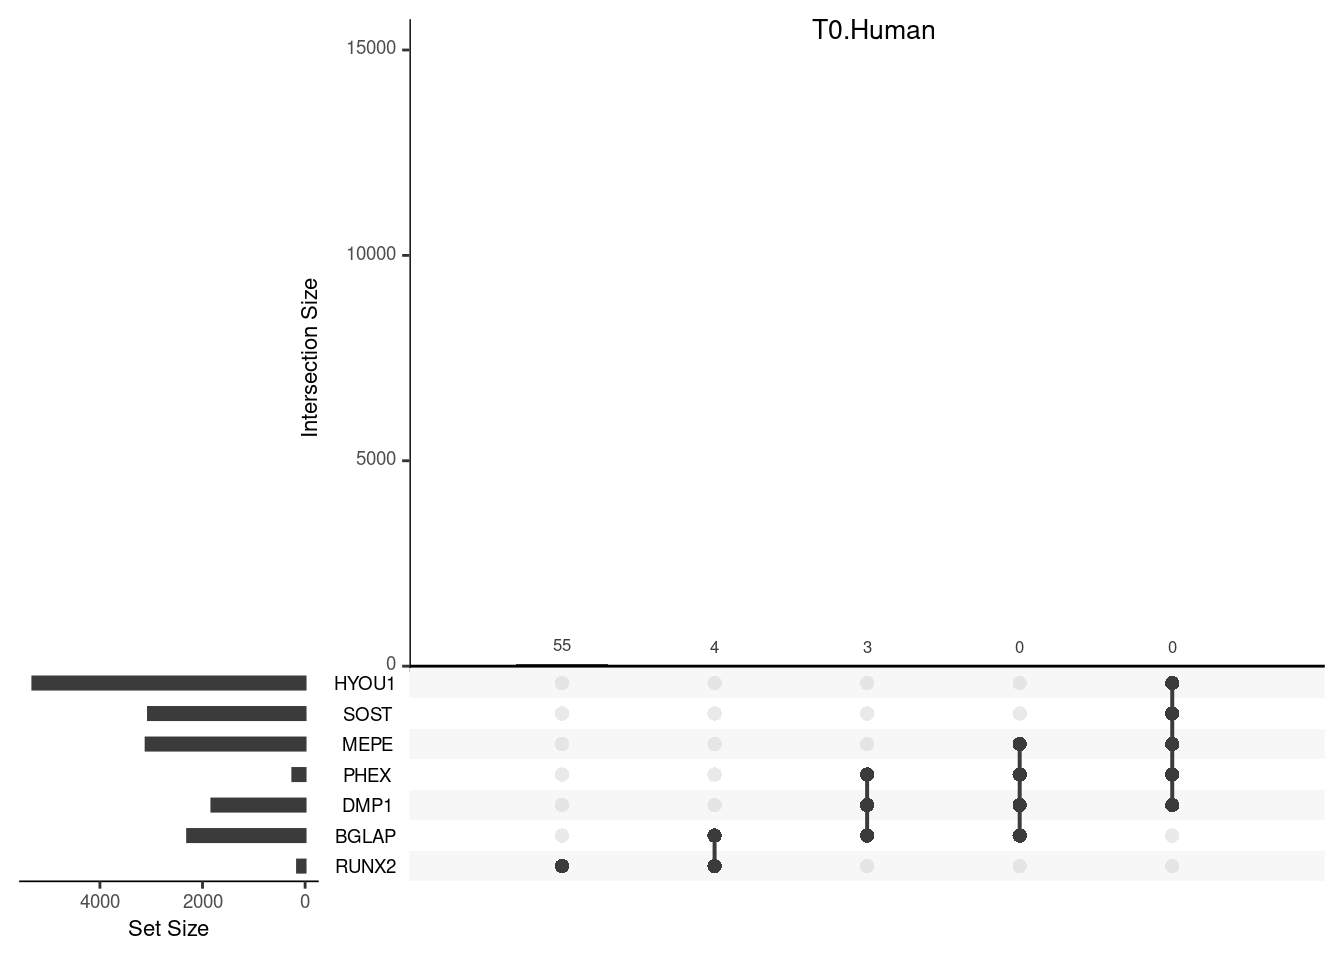 T0.Human
15000
10000
5000
0
Intersection Size
55 4 3 0 0
HYOU1
SOST
MEPE
PHEX
DMP1
BGLAP
RUNX2
4000 2000 0
Set Size